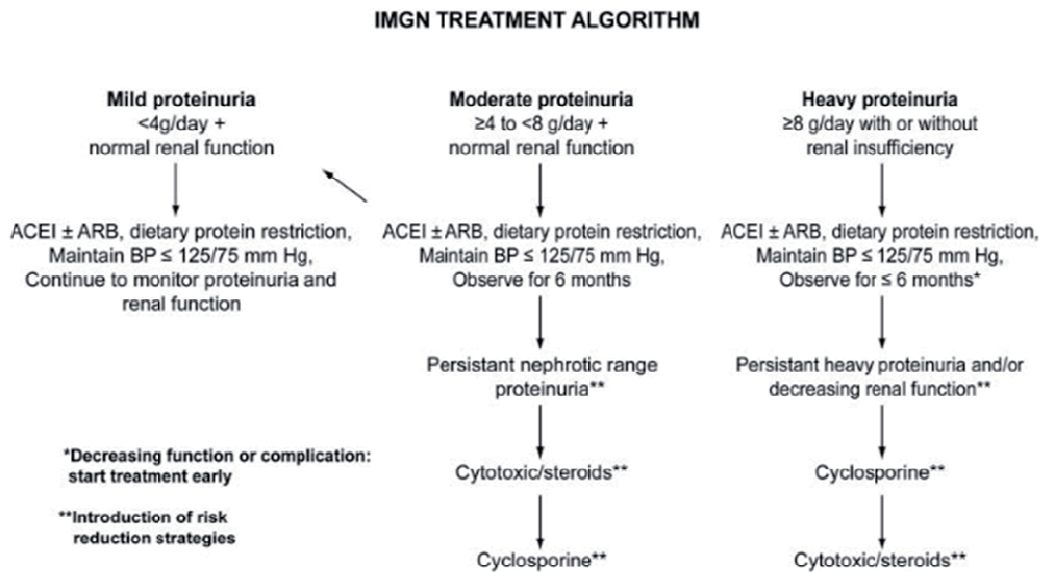 IMGN TREATMENT ALGORITHM
Mild proteinuria
<4g/day +
normal renal function
ACEI ± ARB, dietary protein restriction,
Maintain BP ≤ 125/75 mm Hg,
Continue to monitor proteinuria and
renal function
Moderate proteinuria
≥4 to <8 g/day +
normal renal function
ACEI ± ARB, dietary protein restriction,
Maintain BP ≤ 125/75 mm Hg,
Observe for 6 months
Persistant nephrotic range
proteinuria**
Cytotoxic/steroids**
Cyclosporine**
Heavy proteinuria
≥8 g/day with or without
renal insufficiency
ACEI ± ARB, dietary protein restriction,
Maintain BP ≤ 125/75 mm Hg,
Observe for ≤ 6 months*
Persistant heavy proteinuria and/or
decreasing renal function**
Cyclosporine**
Cytotoxic/steroids**
*Decreasing function or complication:
start treatment early
**Introduction of risk
reduction strategies